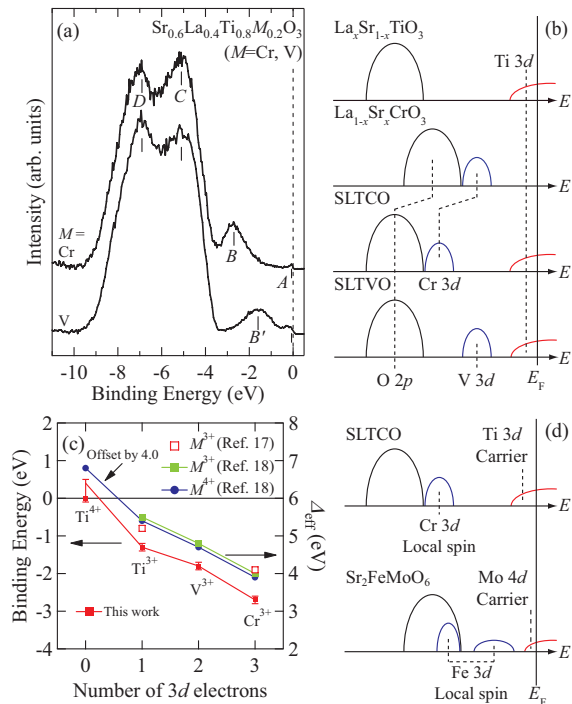 (a)
Sr0.6La0.4Ti0.8M0.2O3
(M=Cr, V)
D
C
B
A
B'
M =
Cr
V
Intensity (arb. units)
-10 -8 -6 -4 -2 0
Binding Energy (eV)
(b)
LaxSr1-xTiO3
Ti 3d
E
La1-xSrxCrO3
E
SLTCO
Cr 3d
E
SLTVO
E
O 2p
V 3d
EF
(c)
Offset by 4.0
M3+ (Ref. 17)
M3+ (Ref. 18)
M4+ (Ref. 18)
Ti4+
Ti3+
V3+
Cr3+
This work
Binding Energy (eV)
2
1
0
-1
-2
-3
-4
8
7
6
5
4
3
2
Δeff (eV)
0 1 2 3
Number of 3d electrons
(d)
SLTCO
Ti 3d
Carrier
E
Cr 3d
Local spin
Sr2FeMoO6
Mo 4d
Carrier
E
Fe 3d
Local spin
EF